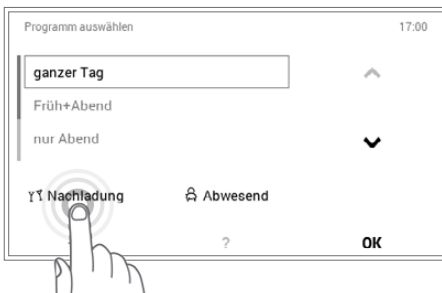 Programm auswählen 17:00
ganzer Tag
Früh+Abend
nur Abend
Nachladung Abwesend
? OK